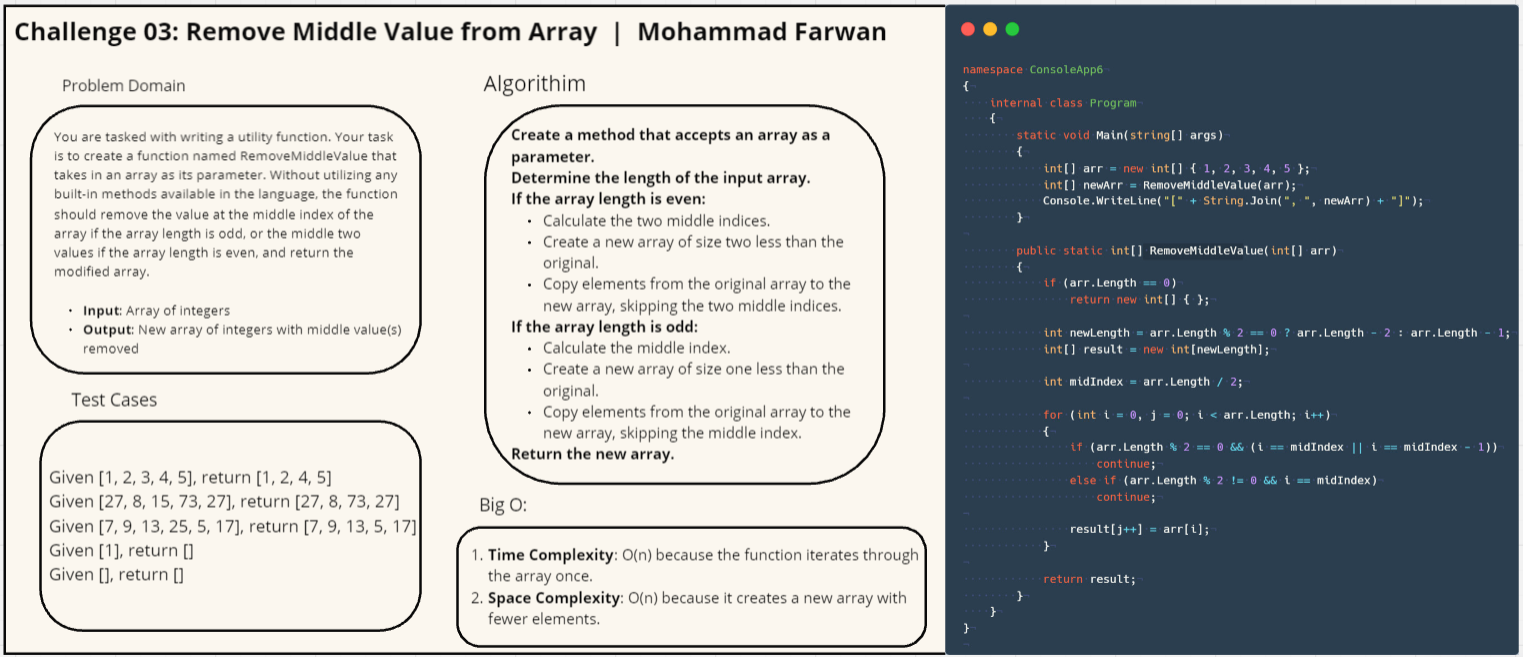 Challenge 03: Remove Middle Value from Array | Mohammad Farwan
Problem Domain
You are tasked with writing a utility function. Your task
is to create a function named RemoveMiddleValue that
takes in an array as its parameter. Without utilizing any
built-in methods available in the language, the function
should remove the value at the middle index of the
array if the array length is odd, or the middle two
values if the array length is even, and return the
modified array.
• Input: Array of integers
• Output: New array of integers with middle value(s)
removed
Test Cases
Given [1, 2, 3, 4, 5], return [1, 2, 4, 5]
Given [27, 8, 15, 73, 27], return [27, 8, 73, 27]
Given [7, 9, 13, 25, 5, 17], return [7, 9, 13, 5, 17]
Given [1], return []
Given [], return []
Algorithim
Create a method that accepts an array as a
parameter.
Determine the length of the input array.
If the array length is even:
• Calculate the two middle indices.
• Create a new array of size two less than the
original.
• Copy elements from the original array to the
new array, skipping the two middle indices.
If the array length is odd:
• Calculate the middle index.
• Create a new array of size one less than the
original.
• Copy elements from the original array to the
new array, skipping the middle index.
Return the new array.
Big O:
1. Time Complexity: O(n) because the function iterates through
the array once.
2. Space Complexity: O(n) because it creates a new array with
fewer elements.
namespace ConsoleApp6
{
internal class Program
{
static void Main(string[] args)
{
int[] arr = new int[] { 1, 2, 3, 4, 5 };
int[] newArr = RemoveMiddleValue(arr);
Console.WriteLine("[" + String.Join(", ", newArr) + "]");
}
public static int[] RemoveMiddleValue(int[] arr)
{
if (arr.Length == 0)
return new int[] { };
int newLength = arr.Length % 2 == 0 ? arr.Length - 2 : arr.Length - 1;
int[] result = new int[newLength];
int midIndex = arr.Length / 2;
for (int i = 0, j = 0; i < arr.Length; i++)
{
if (arr.Length % 2 == 0 && (i == midIndex || i == midIndex - 1))
continue;
else if (arr.Length % 2 != 0 && i == midIndex)
continue;
result[j++] = arr[i];
}
return result;
}
}
}